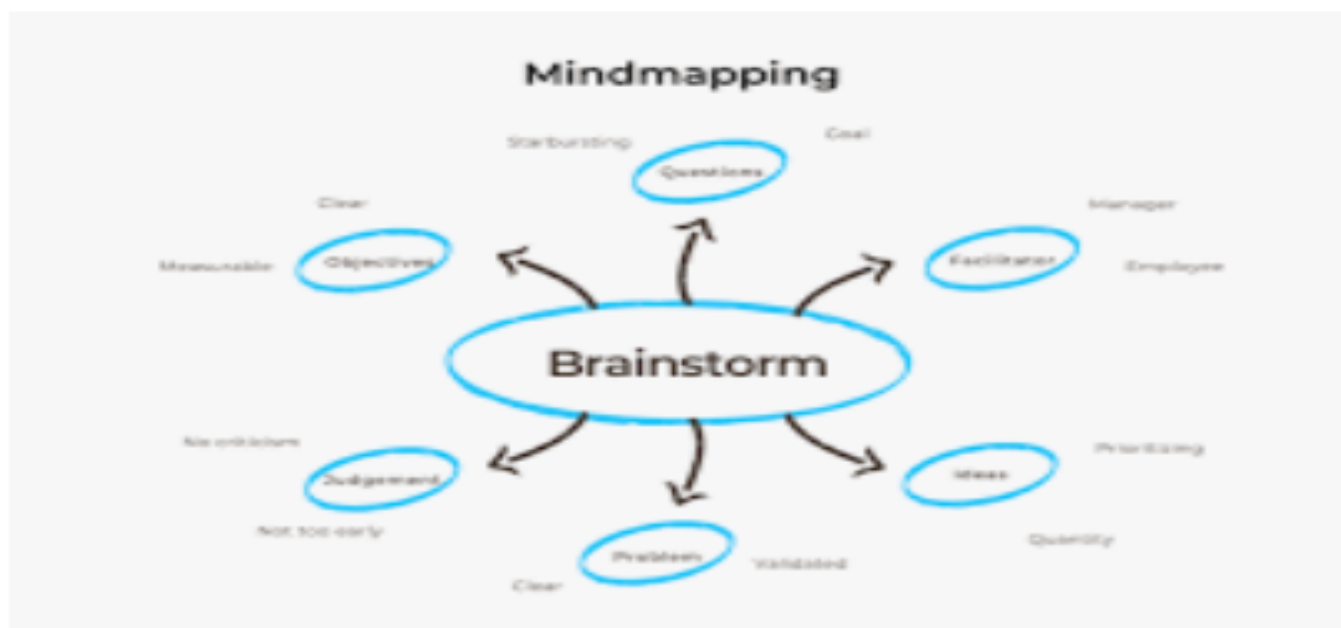 Mindmapping
Starbursting
Goal
Questions
Clear
Manager
Objectives
Facilitator
Measurable
Employee
Brainstorm
No criticism
Prioritizing
Judgement
Ideas
Not too early
Quantity
Problem
Validated
Clear